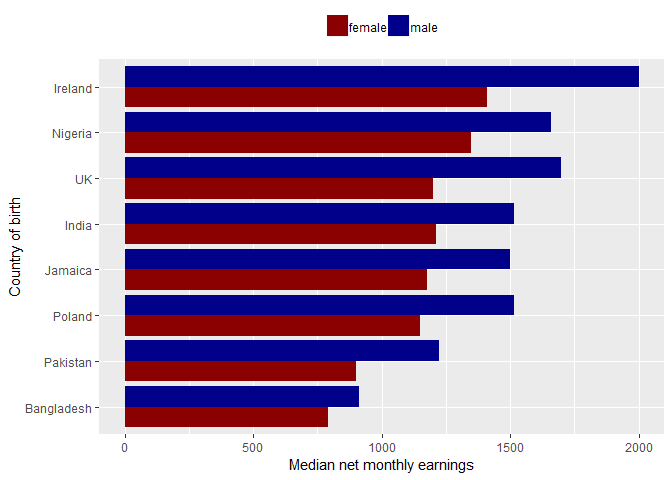 female male
Ireland
Nigeria
UK
India
Jamaica
Poland
Pakistan
Bangladesh
Country of birth
0 500 1000 1500 2000
Median net monthly earnings